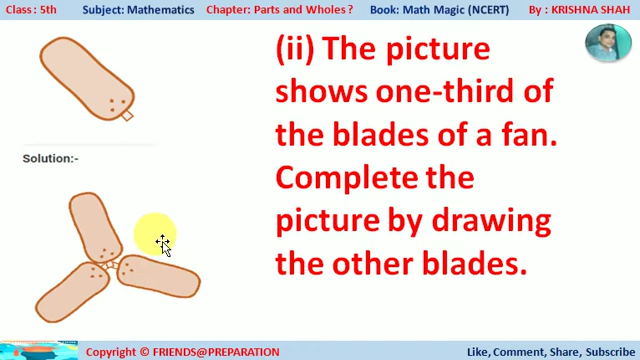 Class : 5th Subject: Mathematics Chapter: Parts and Wholes ? Book: Math Magic (NCERT) By : KRISHNA SHAH
(ii) The picture
shows one-third of
the blades of a fan.
Complete the
picture by drawing
the other blades.
Solution:-
Copyright © FRIENDS@PREPARATION Like, Comment, Share, Subscribe